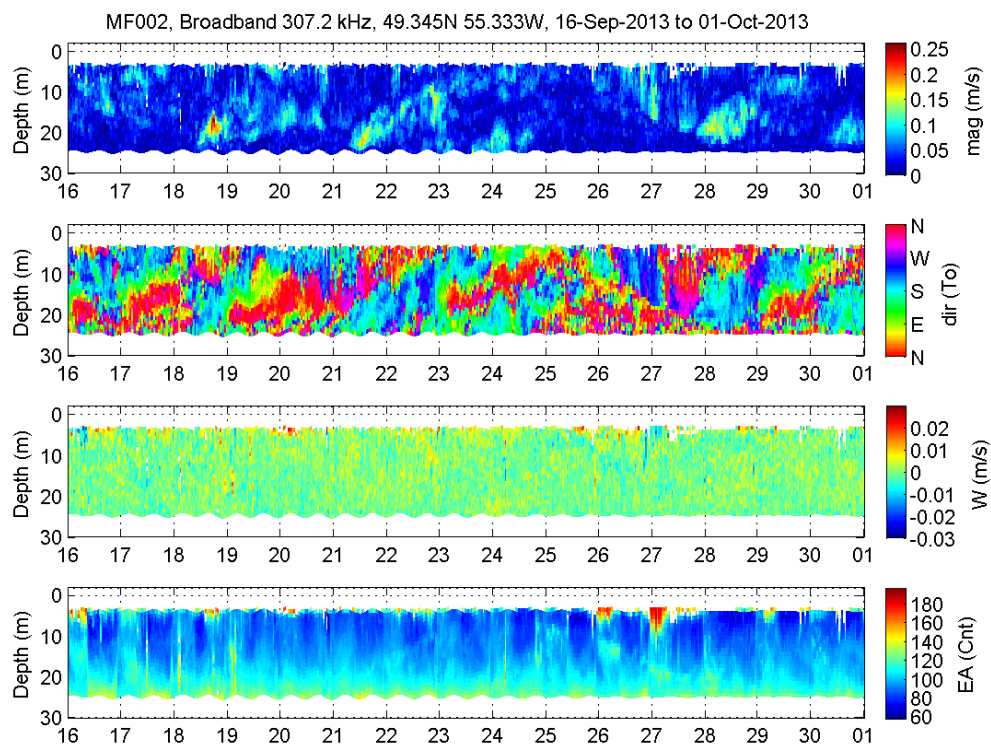 MF002, Broadband 307.2 kHz, 49.345N 55.333W, 16-Sep-2013 to 01-Oct-2013
0
10
20
30
Depth (m)
16 17 18 19 20 21 22 23 24 25 26 27 28 29 30 01
0.25
0.2
0.15
0.1
0.05
0
mag (m/s)
0
10
20
30
Depth (m)
16 17 18 19 20 21 22 23 24 25 26 27 28 29 30 01
N
W
S
E
N
dir (To)
0
10
20
30
Depth (m)
16 17 18 19 20 21 22 23 24 25 26 27 28 29 30 01
0.02
0.01
0
-0.01
-0.02
-0.03
W (m/s)
0
10
20
30
Depth (m)
16 17 18 19 20 21 22 23 24 25 26 27 28 29 30 01
180
160
140
120
100
80
60
EA (Cnt)